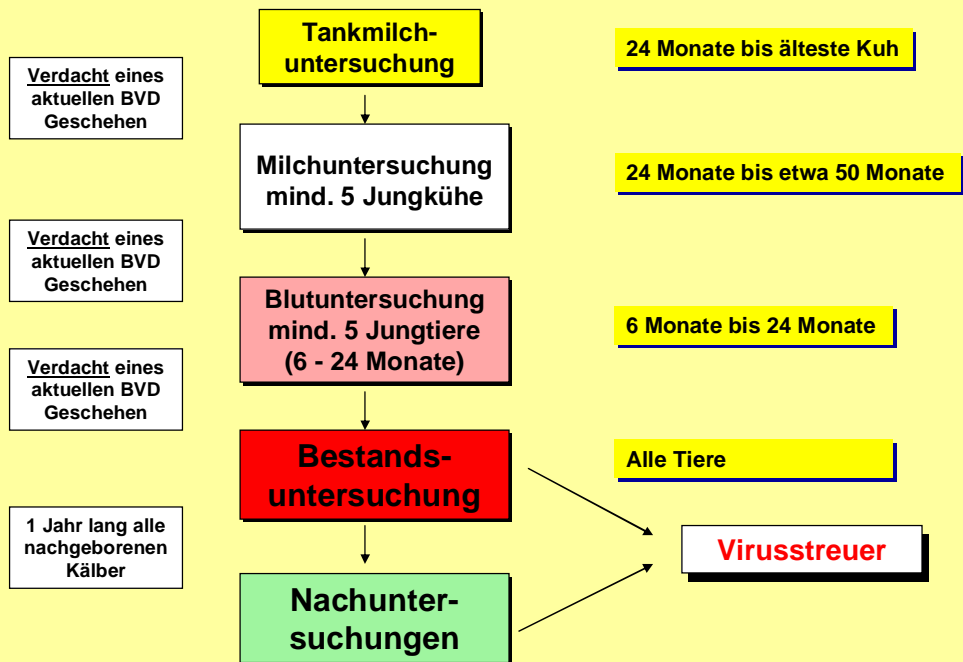 Tankmilch-
untersuchung
24 Monate bis älteste Kuh
Verdacht eines
aktuellen BVD
Geschehen
Milchuntersuchung
mind. 5 Jungkühe
24 Monate bis etwa 50 Monate
Verdacht eines
aktuellen BVD
Geschehen
Blutuntersuchung
mind. 5 Jungtiere
(6 - 24 Monate)
6 Monate bis 24 Monate
Verdacht eines
aktuellen BVD
Geschehen
Bestands-
untersuchung
Alle Tiere
1 Jahr lang alle
nachgeborenen
Kälber
Virusstreuer
Nachunter-
suchungen